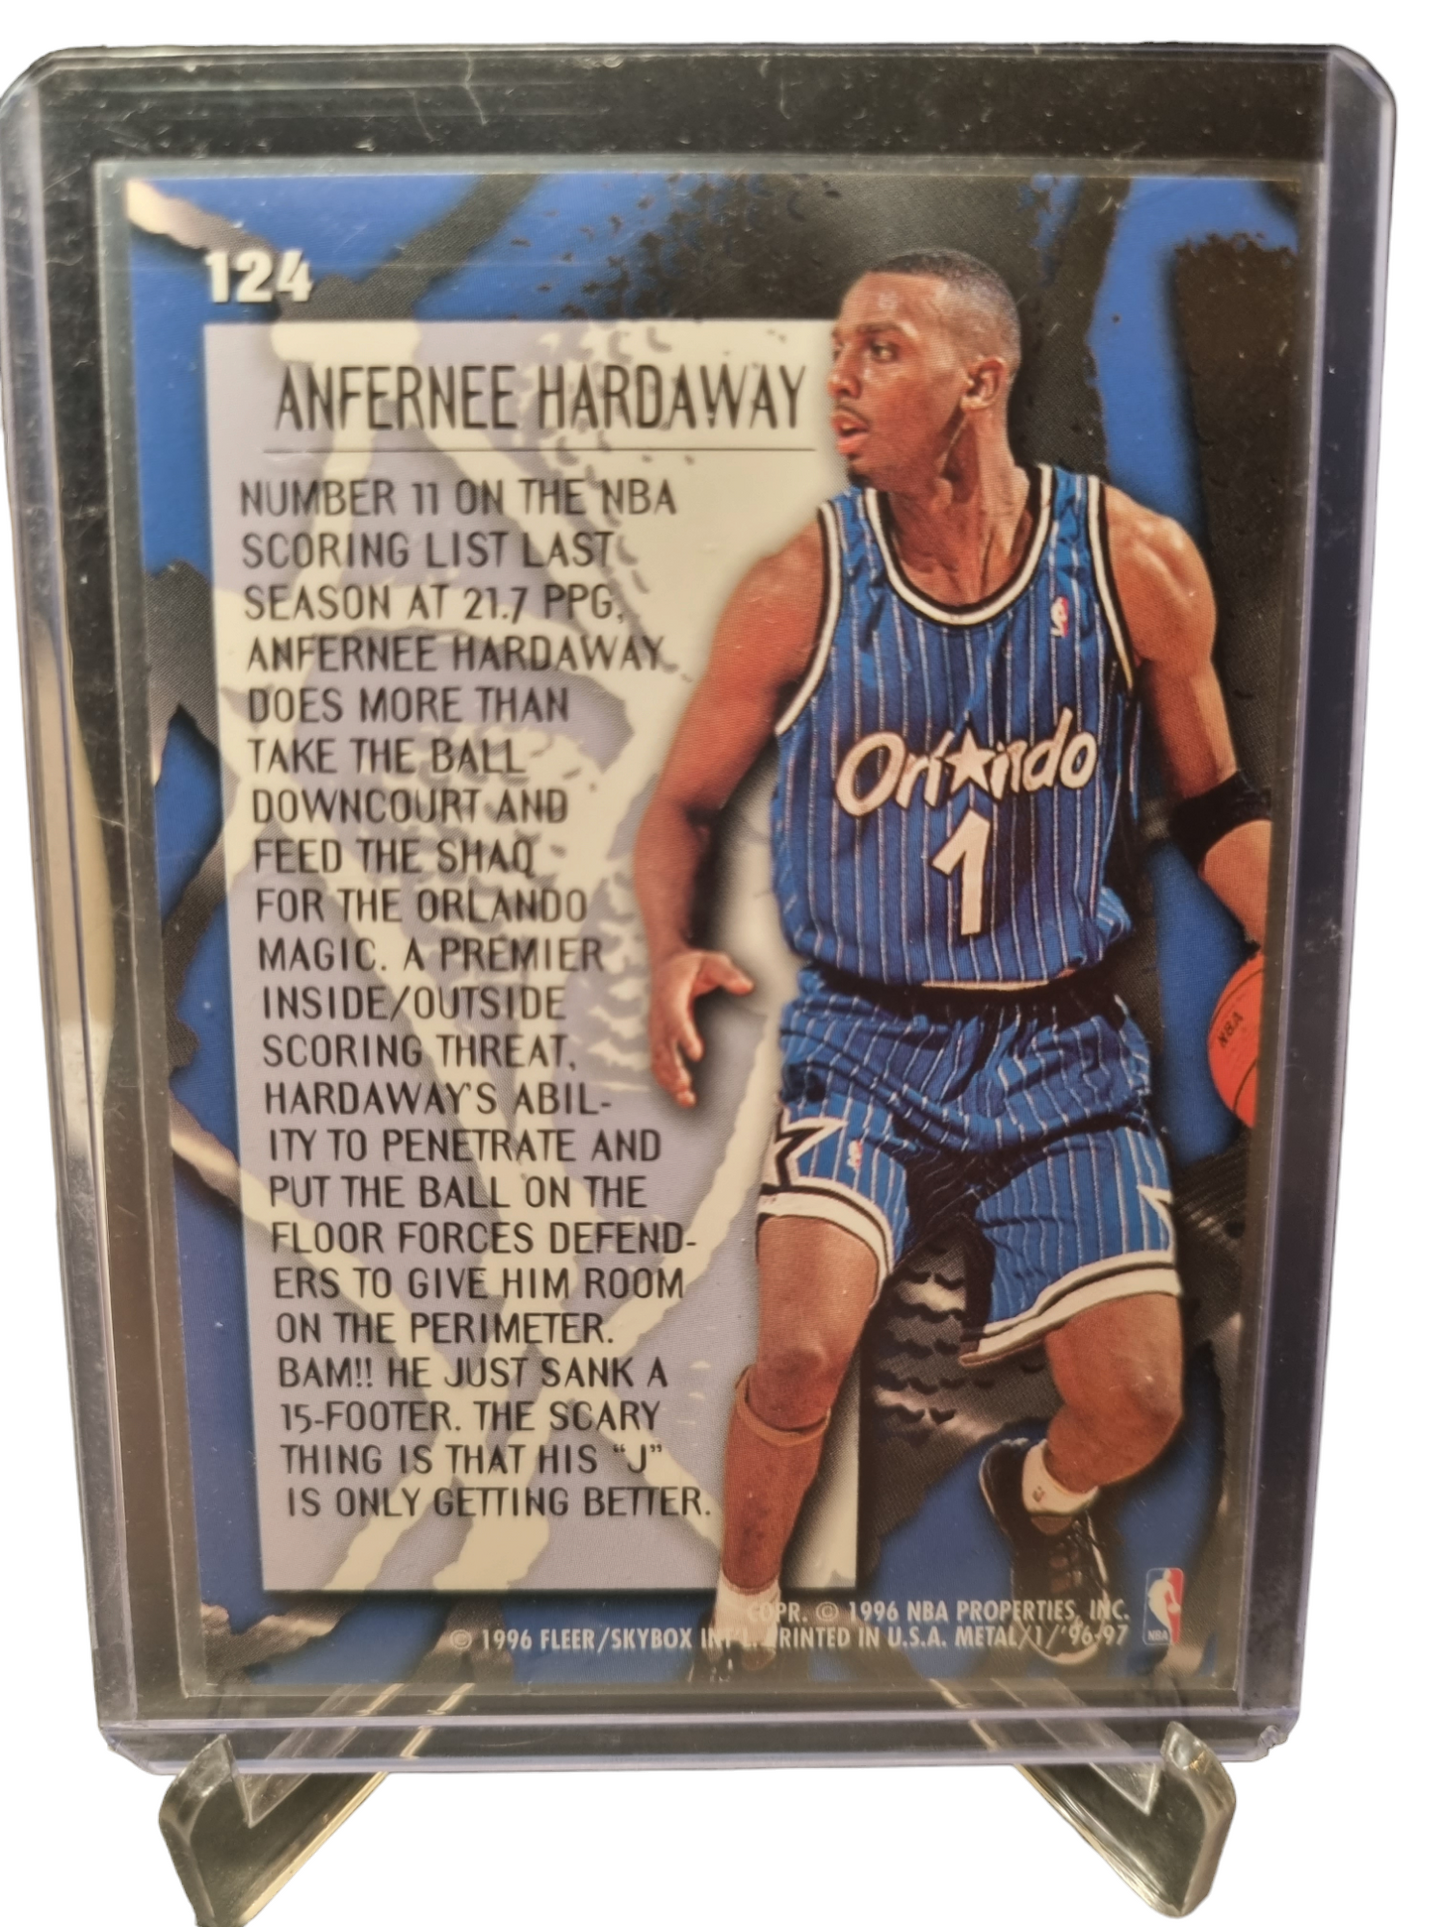 124
ANFERNEE HARDAWAY
NUMBER 11 ON THE NBA
SCORING LIST LAST
SEASON AT 21.7 PPG,
ANFERNEE HARDAWAY
DOES MORE THAN
TAKE THE BALL
DOWNCOURT AND
FEED THE SHAQ
FOR THE ORLANDO
MAGIC. A PREMIER
INSIDE/OUTSIDE
SCORING THREAT,
HARDAWAY'S ABIL-
ITY TO PENETRATE AND
PUT THE BALL ON THE
FLOOR FORCES DEFEND-
ERS TO GIVE HIM ROOM
ON THE PERIMETER.
BAM!! HE JUST SANK A
15-FOOTER. THE SCARY
THING IS THAT HIS "J"
IS ONLY GETTING BETTER.
Orlando
1
NBA
COPR. © 1996 NBA PROPERTIES, INC.
© 1996 FLEER/SKYBOX INT'L. PRINTED IN U.S.A. METAL/1/'96-97
NBA